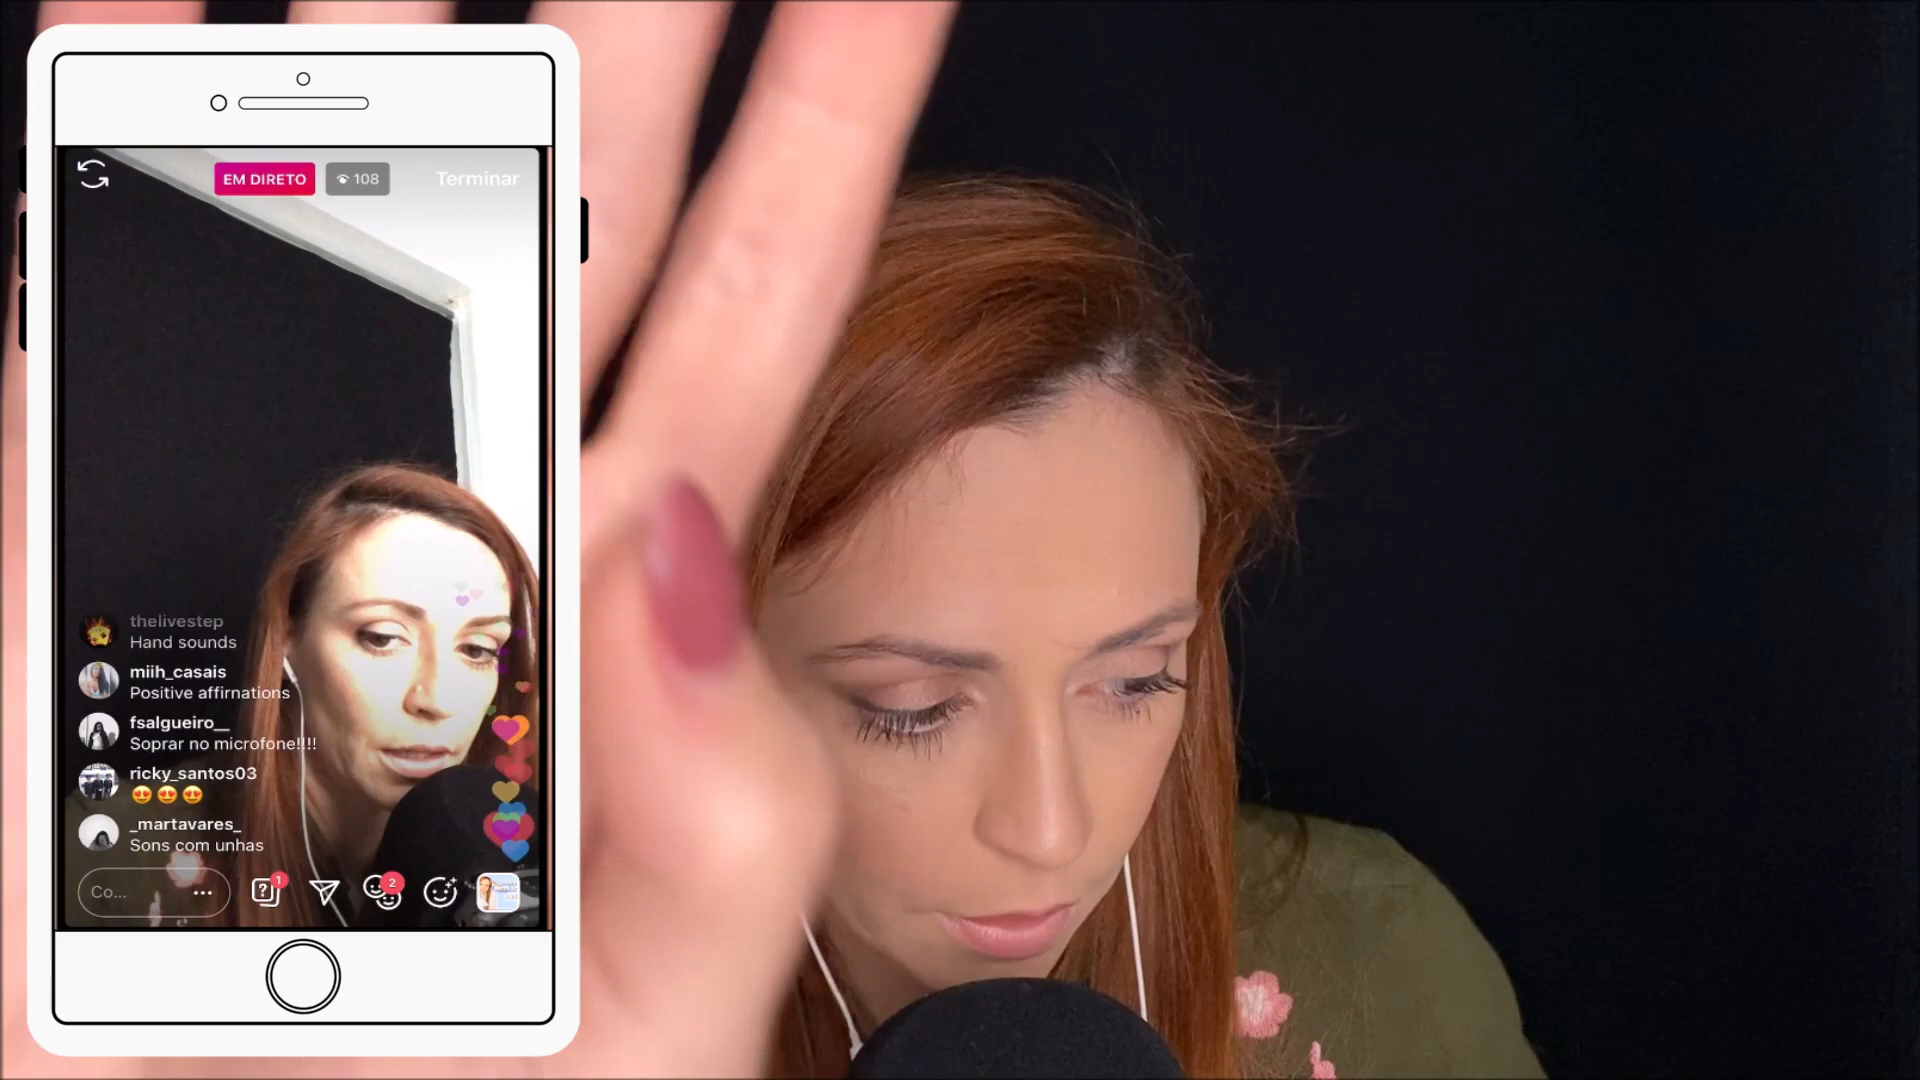 EM DIRETO
108
Terminar
thelivestep
Hand sounds
miih_casais
Positive affirnations
fsalgueiro__
Soprar no microfone!!!!
ricky_santos03
_martavares_
Sons com unhas
Co...
1
2